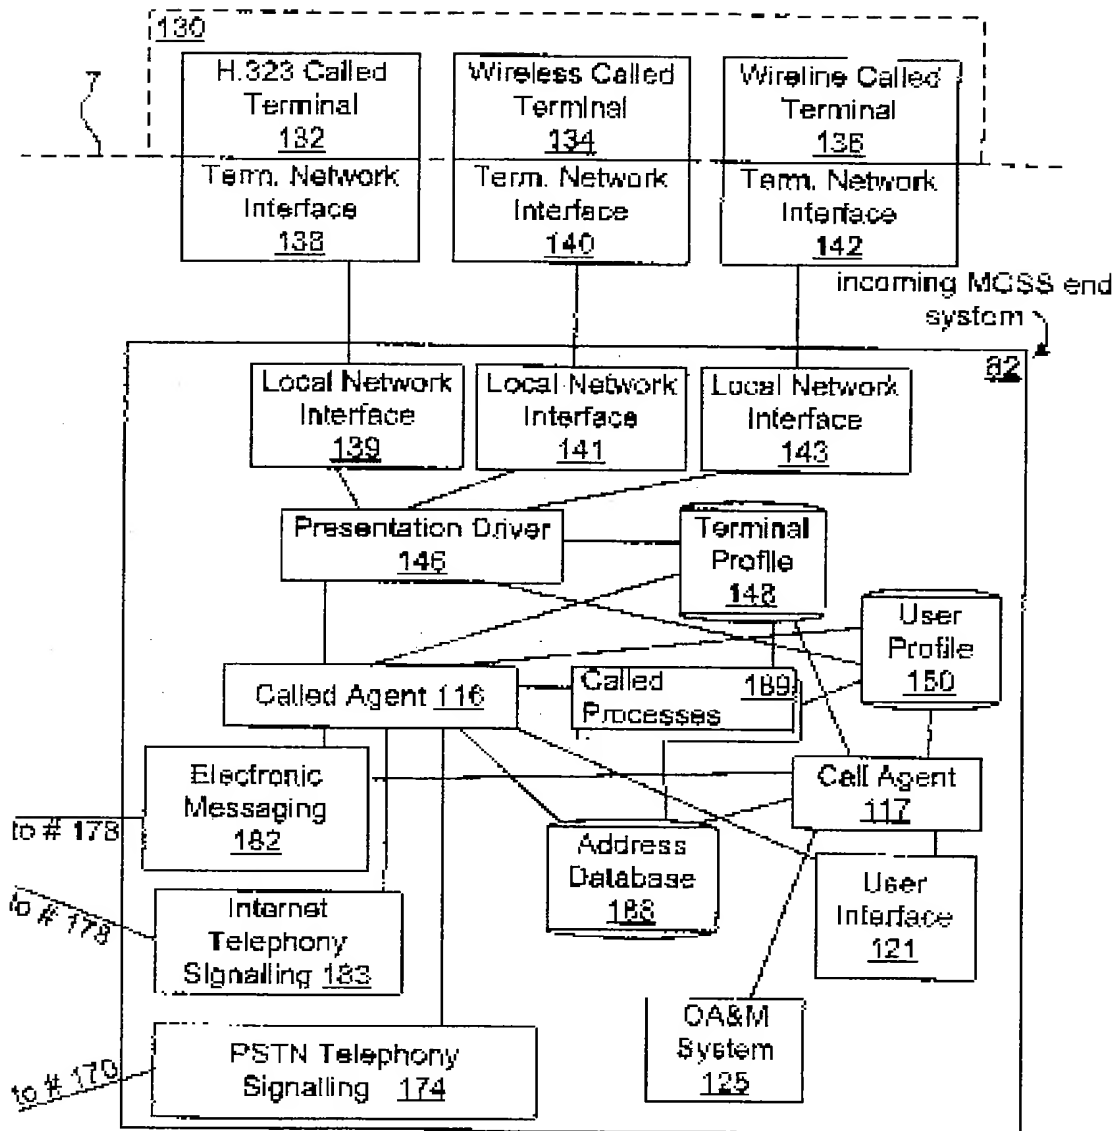 130
H.323 Called
Terminal
132
Wireless Called
Terminal
134
Wireline Called
Terminal
136
7
Term. Network
Interface
138
Term. Network
Interface
140
Term. Network
Interface
142
incoming MCSS end
system
62
Local Network
Interface
139
Local Network
Interface
141
Local Network
Interface
143
Presentation Driver
146
Terminal
Profile
148
User
Profile
150
Called Agent 116
Called
Processes
189
Electronic
Messaging
182
to # 178
Call Agent
117
Address
Database
188
User
Interface
121
Internet
Telephony
Signalling 183
to # 178
OA&M
System
125
PSTN Telephony
Signalling 174
to # 170